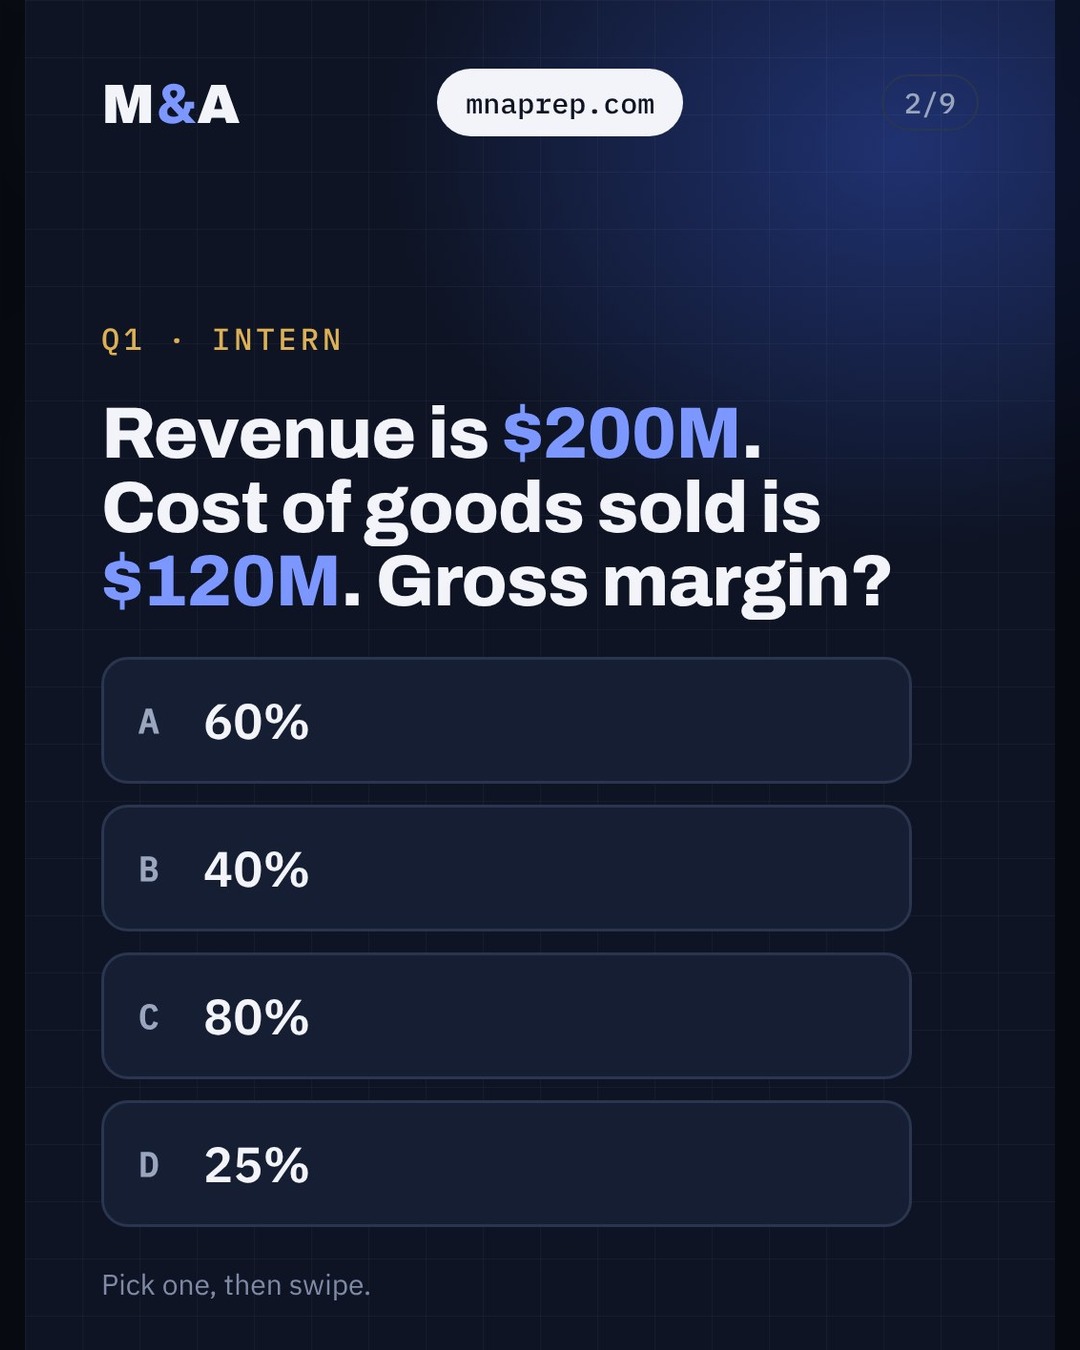 M&A
mnaprep.com
2/9
Q1 · INTERN
Revenue is $200M.
Cost of goods sold is
$120M. Gross margin?
A 60%
B 40%
C 80%
D 25%
Pick one, then swipe.